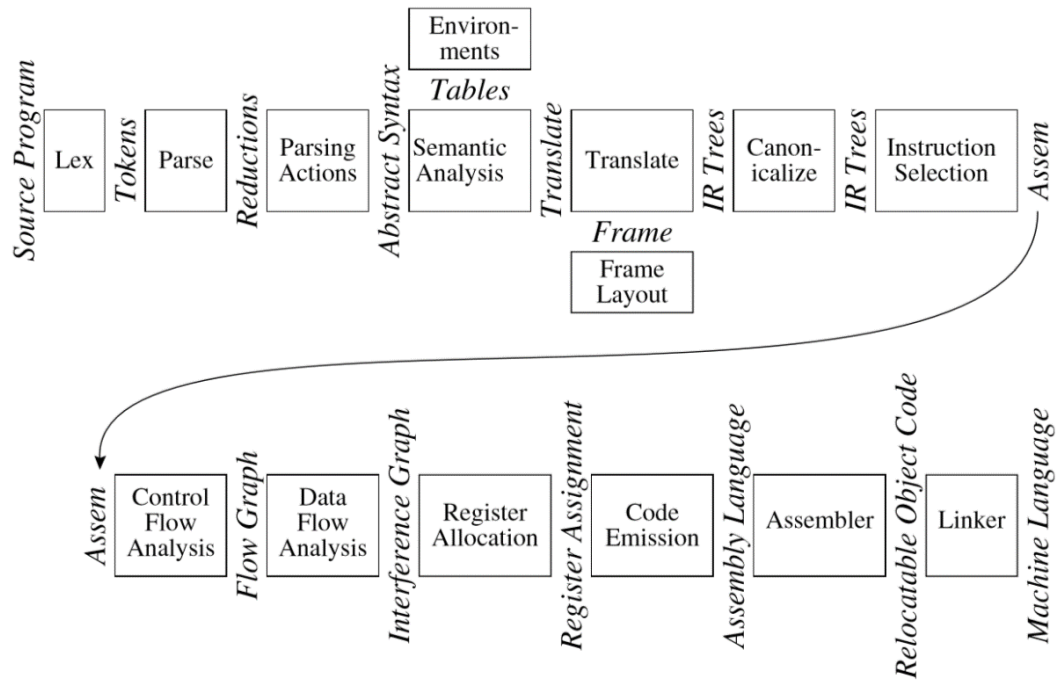 Environ-
ments
Tables
Source Program
Lex
Tokens
Parse
Reductions
Parsing
Actions
Abstract Syntax
Semantic
Analysis
Translate
Translate
IR Trees
Canon-
icalize
IR Trees
Instruction
Selection
Assem
Frame
Frame
Layout
Assem
Control
Flow
Analysis
Flow Graph
Data
Flow
Analysis
Interference Graph
Register
Allocation
Register Assignment
Code
Emission
Assembly Language
Assembler
Relocatable Object Code
Linker
Machine Language